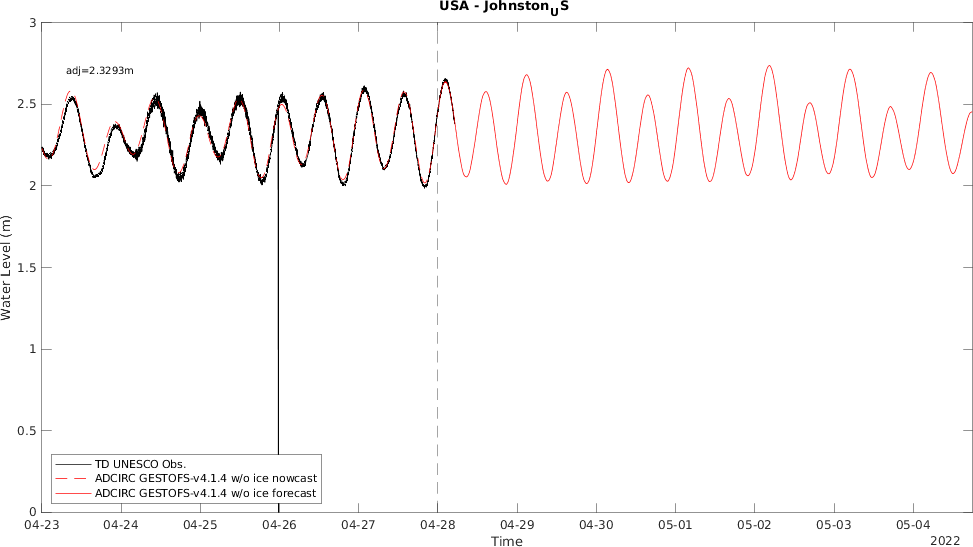 USA - Johnston_US
adj=2.3293m
3
2.5
2
1.5
1
0.5
0
Water Level (m)
TD UNESCO Obs.
ADCIRC GESTOFS-v4.1.4 w/o ice nowcast
ADCIRC GESTOFS-v4.1.4 w/o ice forecast
04-23 04-24 04-25 04-26 04-27 04-28 04-29 04-30 05-01 05-02 05-03 05-04
Time
2022